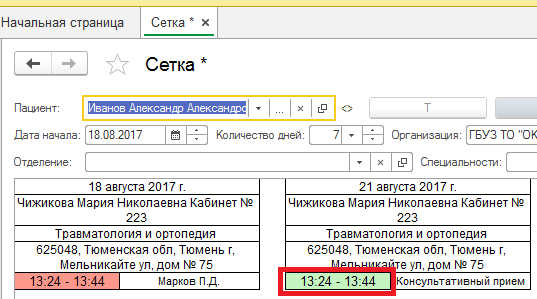 Начальная страница
Сетка * ×
Сетка *
Пациент: Иванов Александр Александро ... × <> Т
Дата начала: 18.08.2017 Количество дней: 7 Организация: ГБУЗ ТО "ОК
Отделение: × Специальности:
18 августа 2017 г.
Чижикова Мария Николаевна Кабинет №
223
Травматология и ортопедия
625048, Тюменская обл, Тюмень г,
Мельникайте ул, дом № 75
13:24 - 13:44 Марков П.Д.
21 августа 2017 г.
Чижикова Мария Николаевна Кабинет №
223
Травматология и ортопедия
625048, Тюменская обл, Тюмень г,
Мельникайте ул, дом № 75
13:24 - 13:44 Консультативный прием